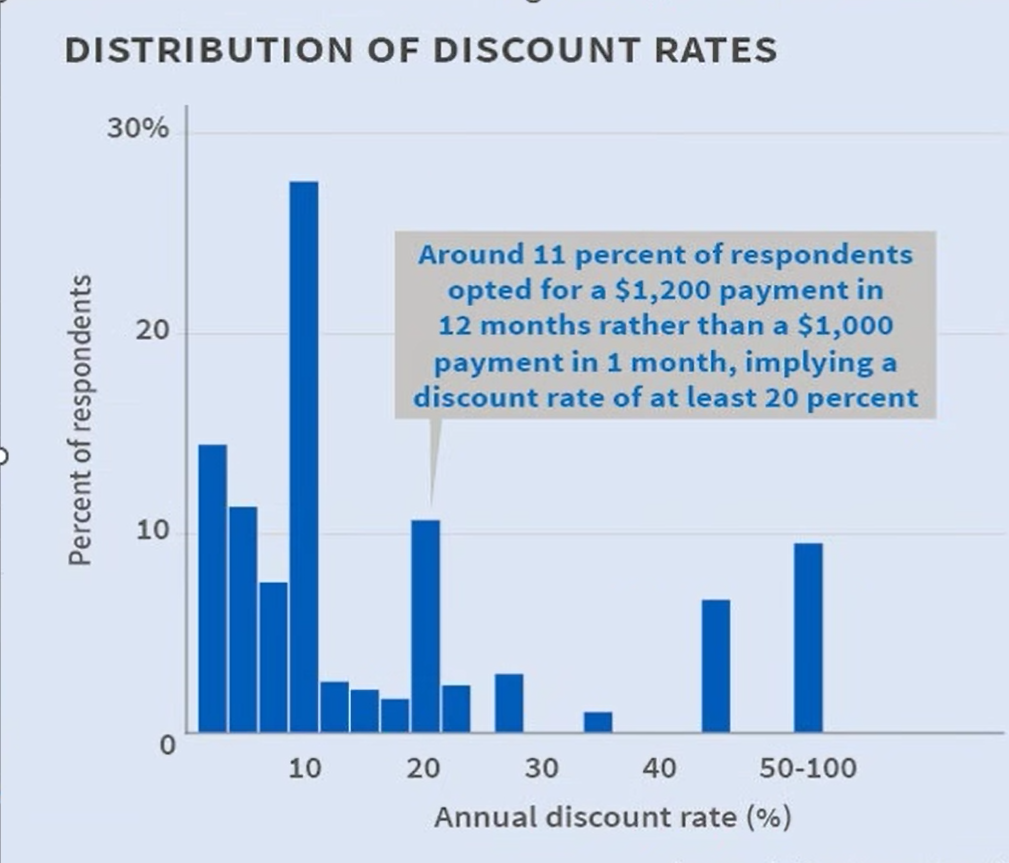 DISTRIBUTION OF DISCOUNT RATES
30%
20
10
0
Percent of respondents
Around 11 percent of respondents
opted for a $1,200 payment in
12 months rather than a $1,000
payment in 1 month, implying a
discount rate of at least 20 percent
10 20 30 40 50-100
Annual discount rate (%)